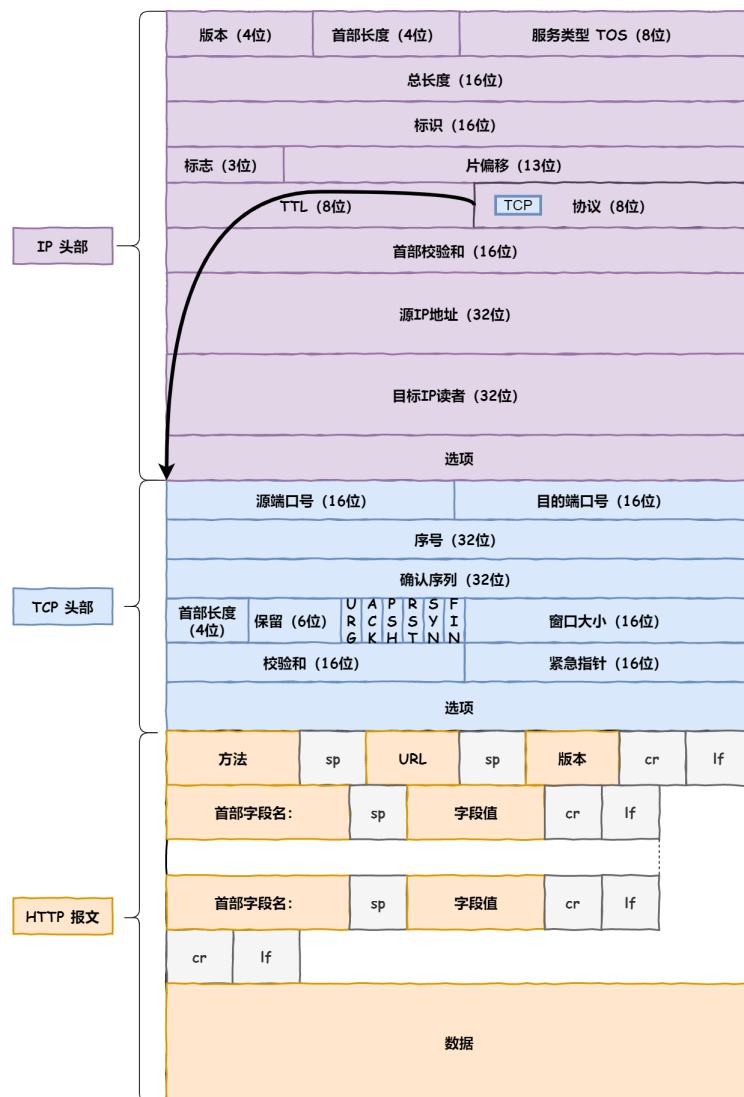 版本 (4位) 首部长度 (4位) 服务类型 TOS (8位)
总长度 (16位)
标识 (16位)
标志 (3位) 片偏移 (13位)
TTL (8位) TCP 协议 (8位)
IP 头部
首部校验和 (16位)
源IP地址 (32位)
目标IP读者 (32位)
选项
源端口号 (16位) 目的端口号 (16位)
序号 (32位)
确认序列 (32位)
TCP 头部
首部长度
(4位)
保留 (6位) URG ACK PSH RST SYN FIN 窗口大小 (16位)
校验和 (16位) 紧急指针 (16位)
选项
方法 sp URL sp 版本 cr lf
首部字段名: sp 字段值 cr lf
HTTP 报文
首部字段名: sp 字段值 cr lf
cr lf
数据